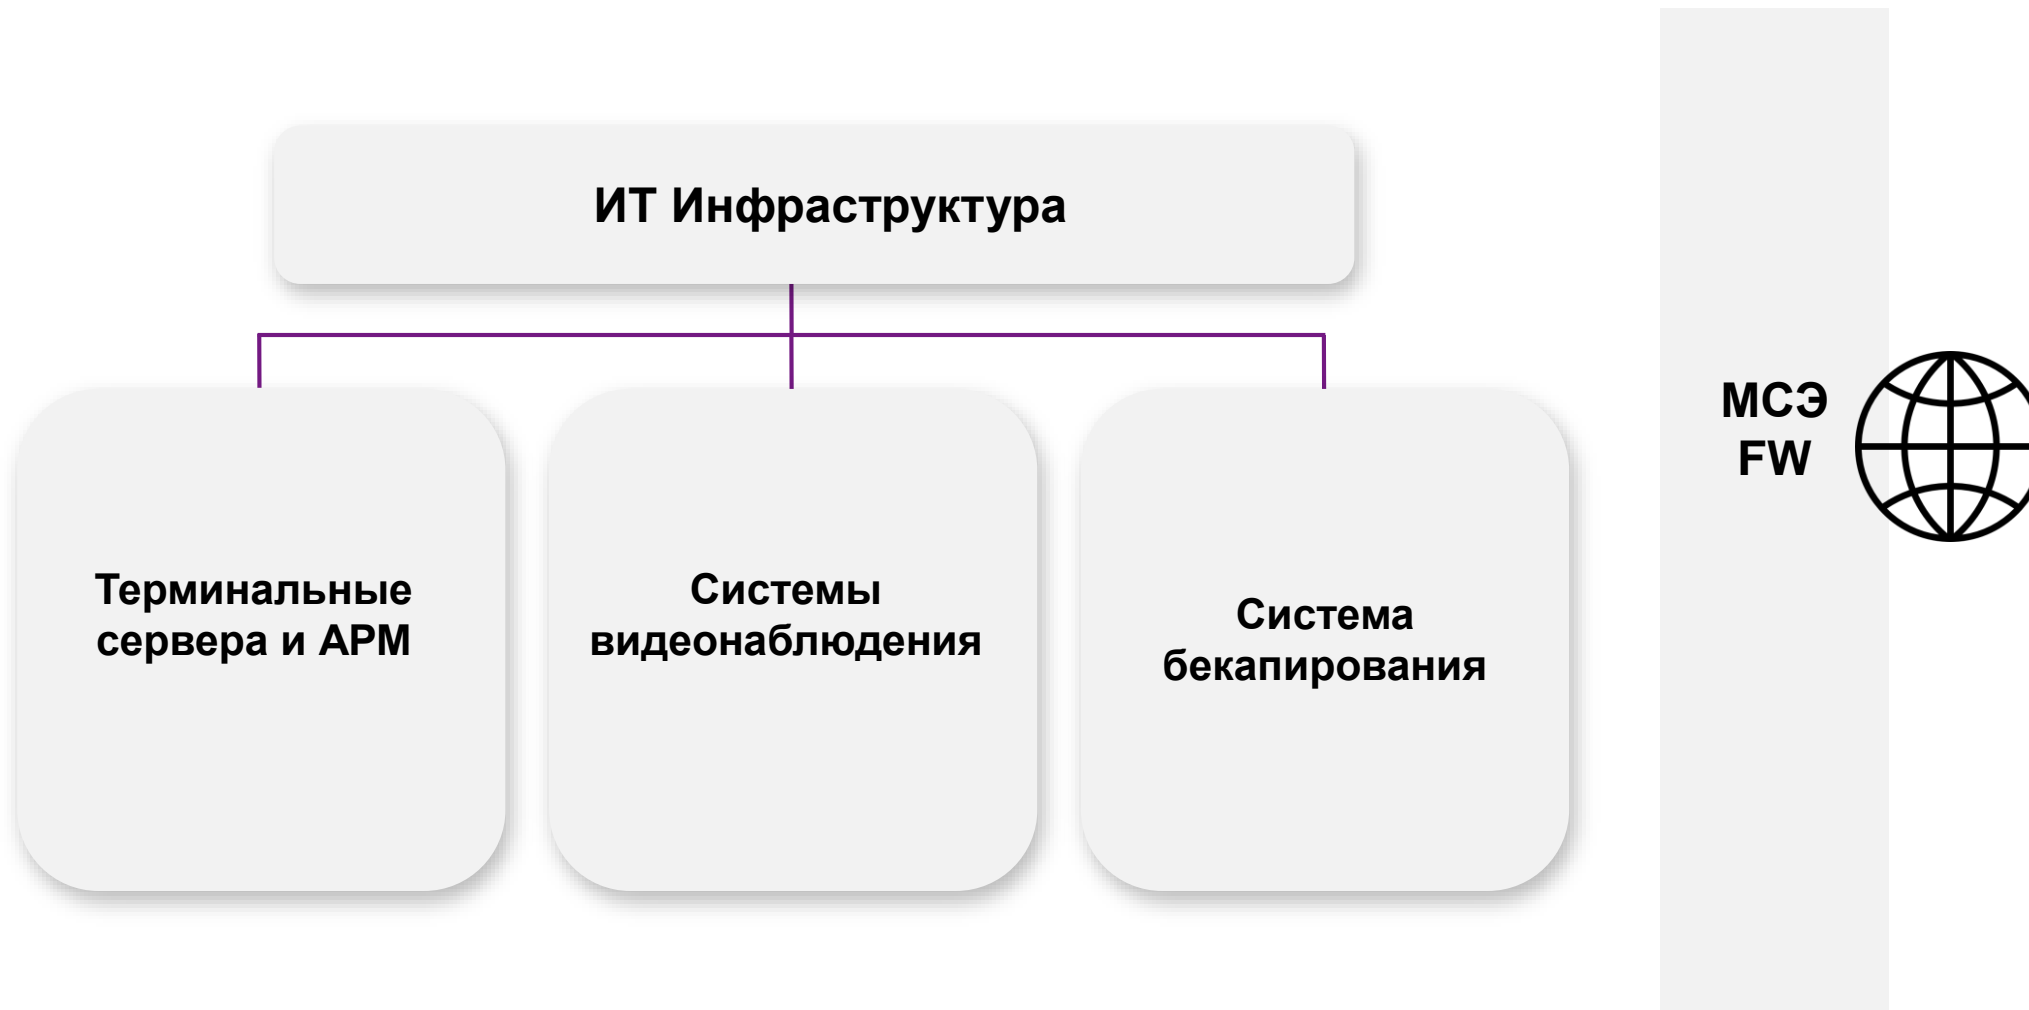 ИТ Инфраструктура
Терминальные
сервера и АРМ
Системы
видеонаблюдения
Система
бекапирования
МСЭ
FW